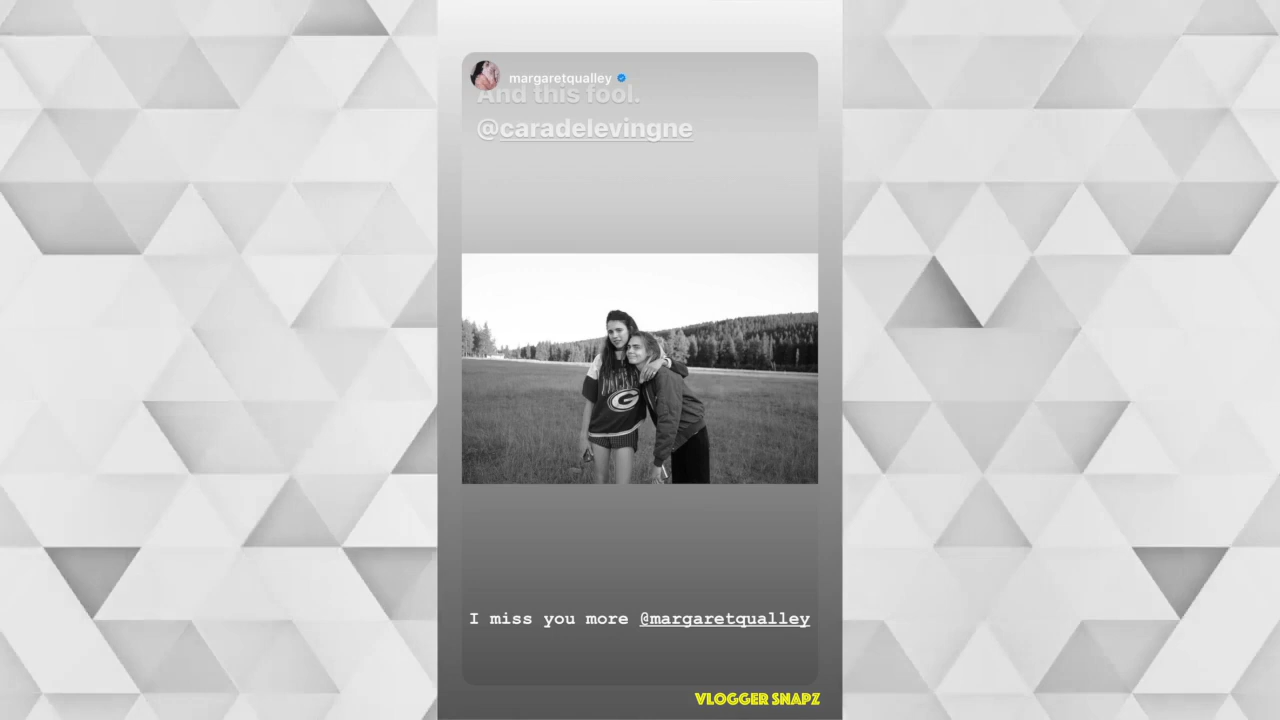 margaretqualley
And this fool.
@caradelevingne
G
I miss you more @margaretqualley
VLOGGER SNAPZ